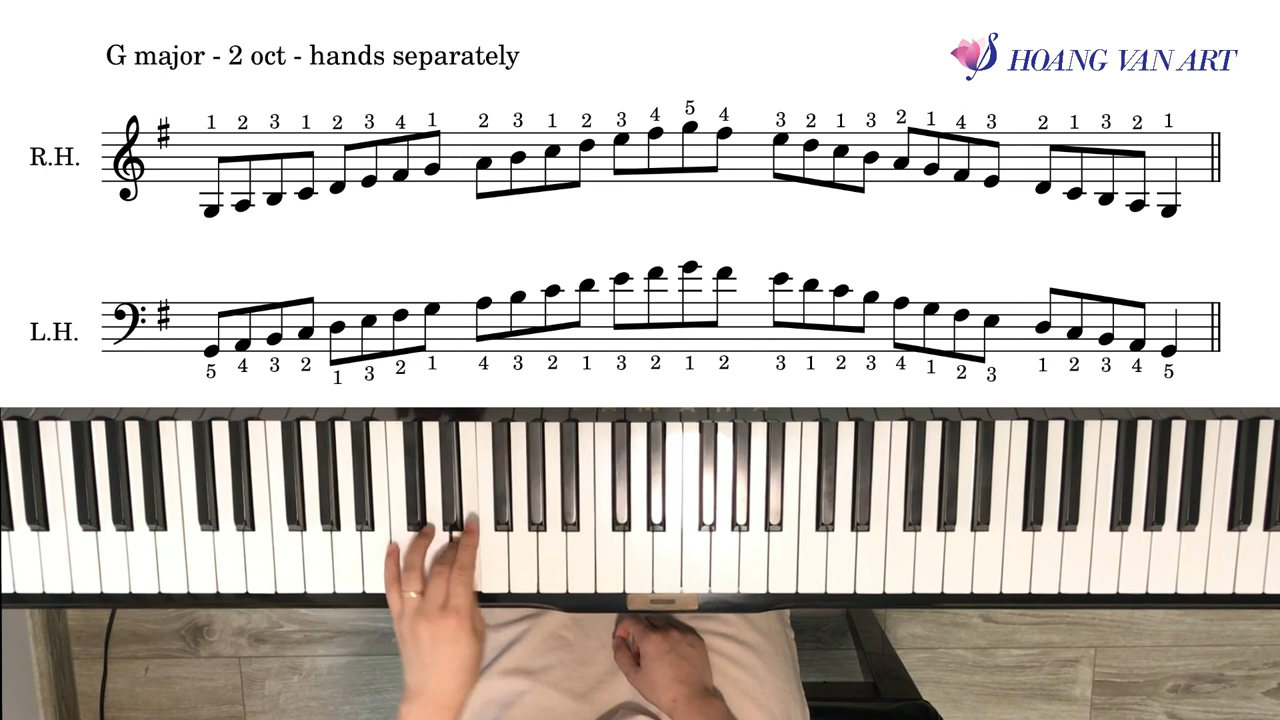 G major - 2 oct - hands separately
HOANG VAN ART
R.H.
1 2 3 1 2 3 4 1 2 3 1 2 3 4 5 4 3 2 1 3 2 1 4 3 2 1 3 2 1
L.H.
5 4 3 2 1 3 2 1 4 3 2 1 3 2 1 2 3 1 2 3 4 1 2 3 1 2 3 4 5